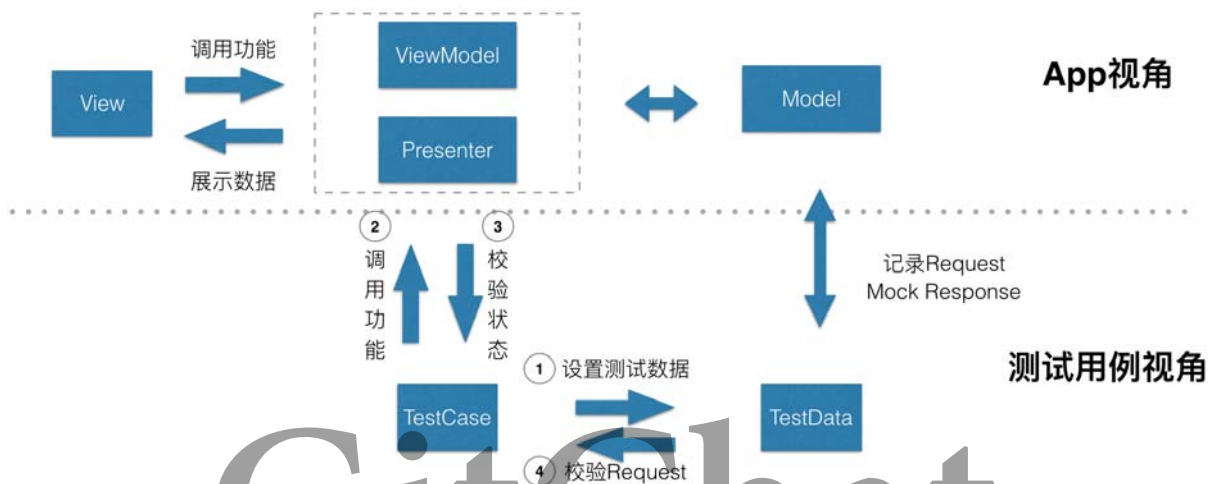 调用功能
ViewModel
App视角
View
Model
Presenter
展示数据
2
3
调用功能
校验状态
记录Request
Mock Response
1 设置测试数据
测试用例视角
TestCase
TestData
4 校验Request
GitChat